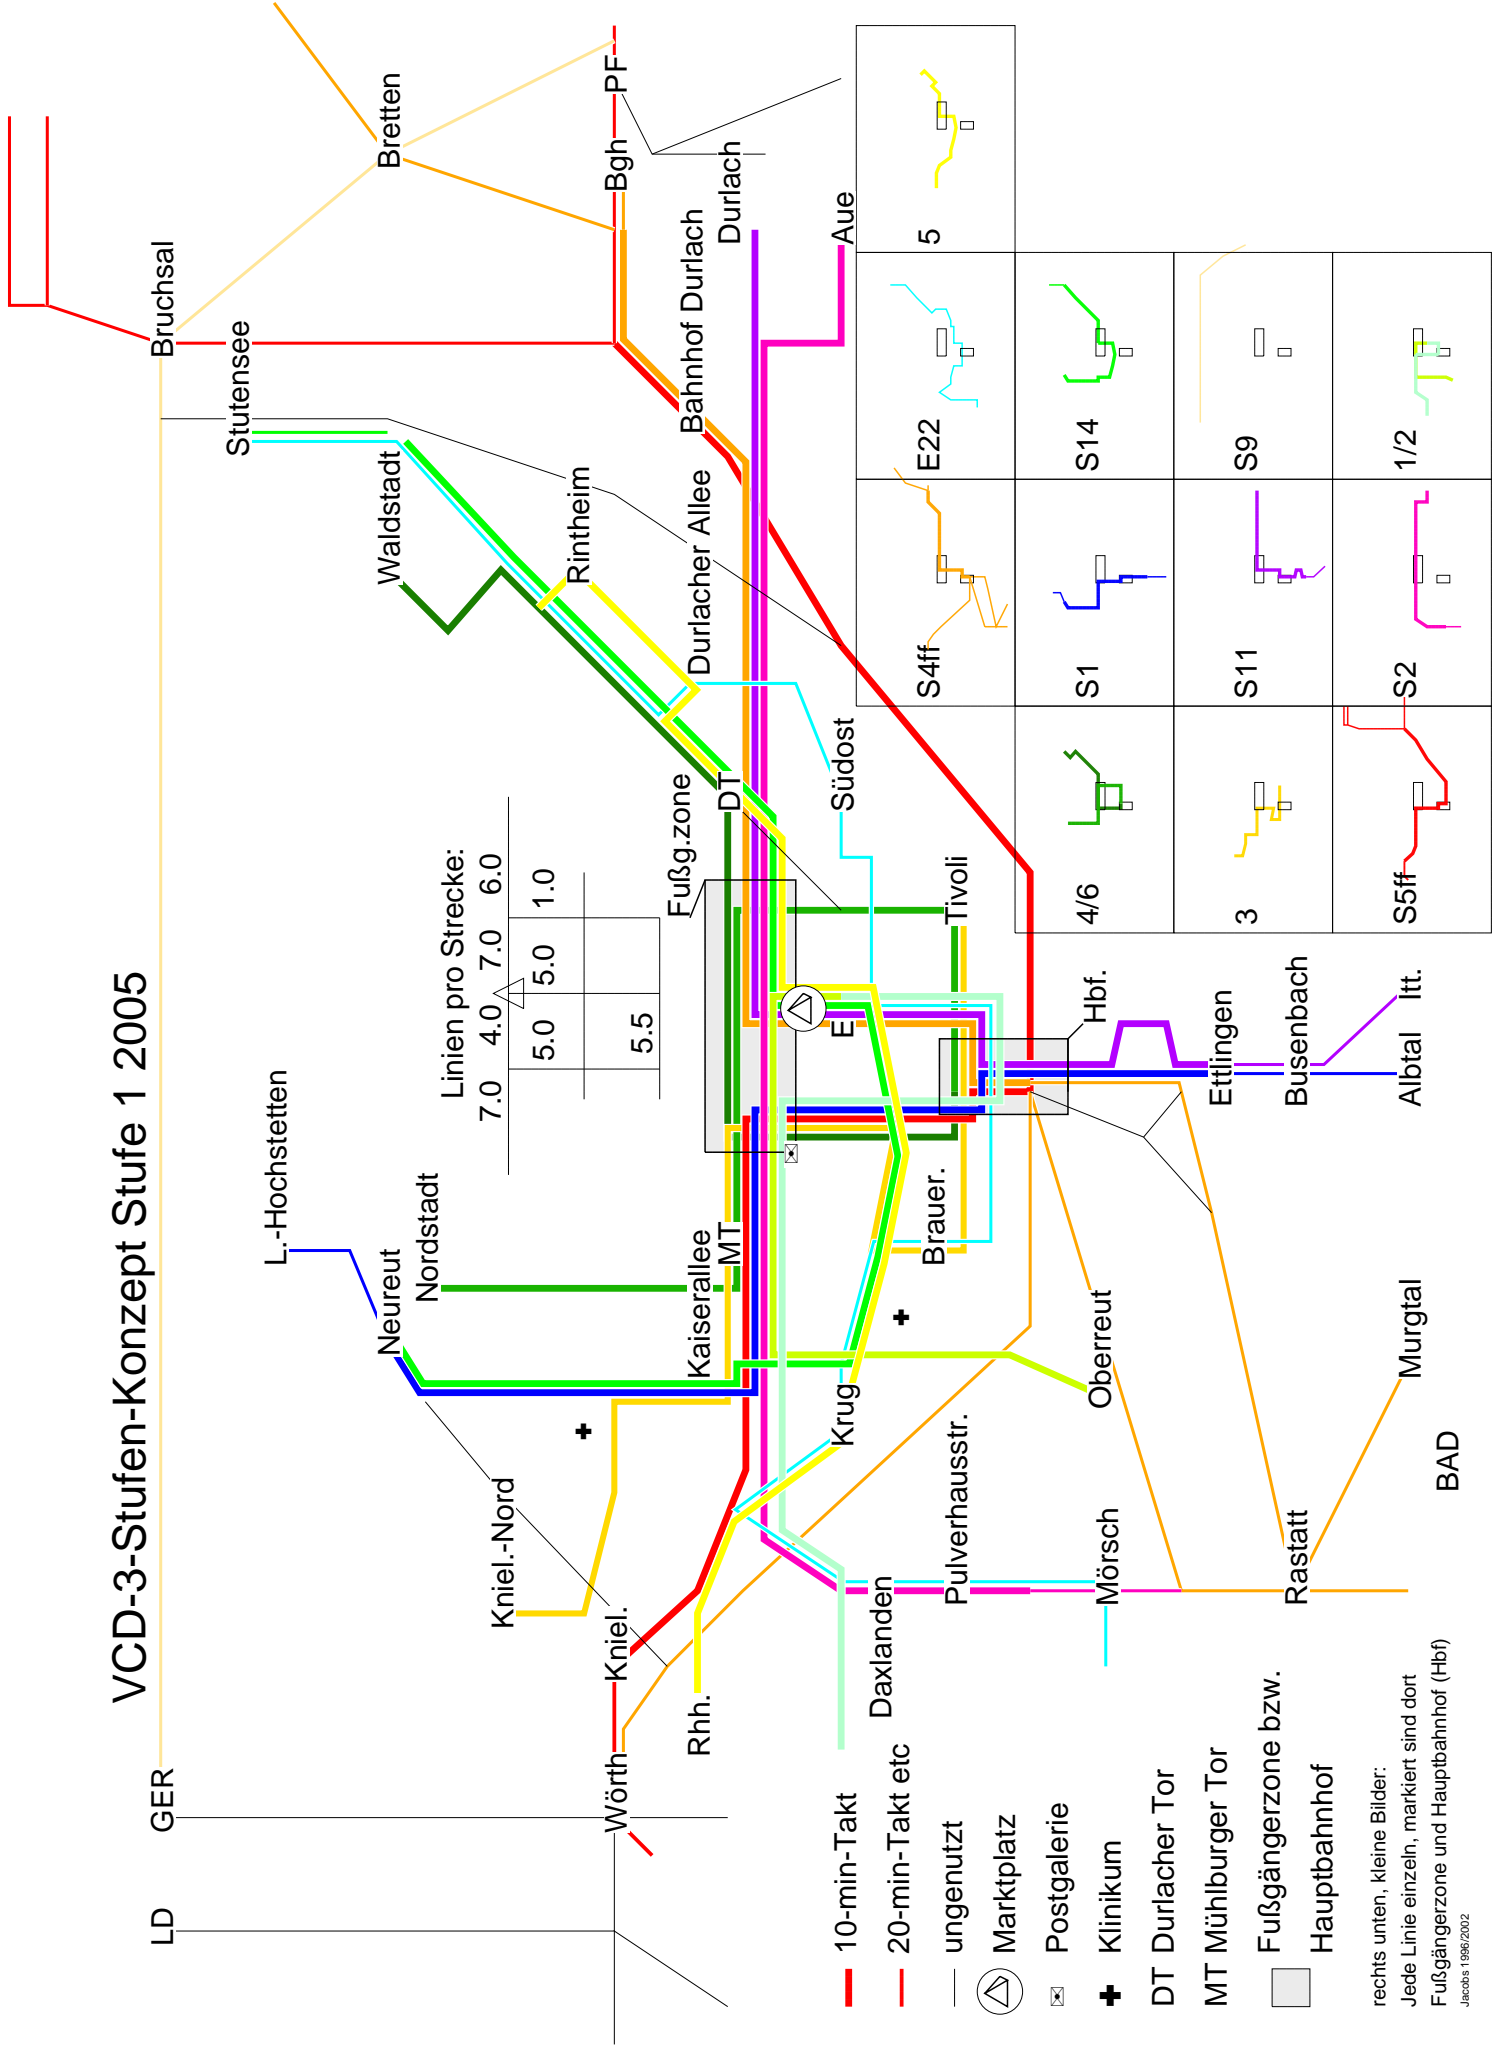 VCD-3-Stufen-Konzept Stufe 1 2005
LD
GER
Bruchsal
Stutensee
L.-Hochstetten
Neureut
Nordstadt
Waldstadt
Bretten
Linien pro Strecke:
7.0 4.0 7.0 6.0
5.0 5.0 1.0
5.5
Kniel.-Nord
Rintheim
Wörth
Kniel.
Bgh
PF
Rhh.
Kaiserallee
MT
Fußg.zone
DT
Durlacher Allee
Bahnhof Durlach
Durlach
Krug
E
Südost
Aue
Daxlanden
Pulverhausstr.
Brauer.
Tivoli
Mörsch
Oberreut
Hbf.
Ettlingen
Rastatt
Busenbach
Murgtal
Albtal
Itt.
BAD
10-min-Takt
20-min-Takt etc
ungenutzt
Marktplatz
Postgalerie
Klinikum
DT Durlacher Tor
MT Mühlburger Tor
Fußgängerzone bzw.
Hauptbahnhof
rechts unten, kleine Bilder:
Jede Linie einzeln, markiert sind dort
Fußgängerzone und Hauptbahnhof (Hbf)
Jacobs 1996/2002
S4ff
E22
5
4/6
S1
S14
3
S11
S9
S5ff
S2
1/2